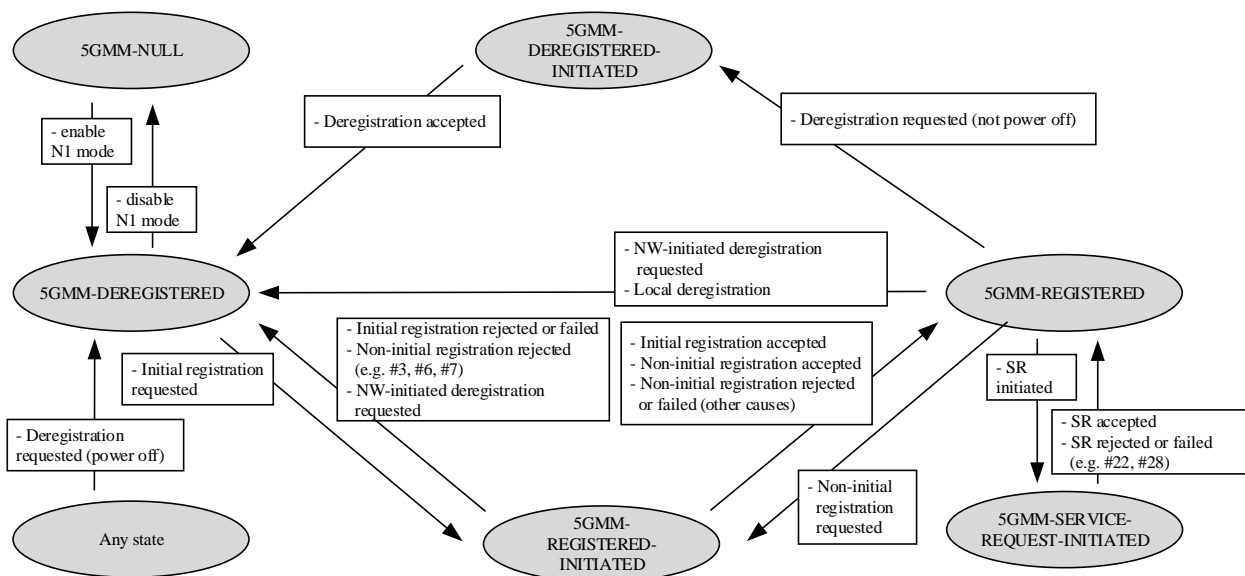 5GMM-NULL
5GMM-
DEREGISTERED-
INITIATED
- enable
N1 mode
- disable
N1 mode
- Deregistration accepted
- Deregistration requested (not power off)
- NW-initiated deregistration
requested
- Local deregistration
5GMM-DEREGISTERED
5GMM-REGISTERED
- Initial registration
requested
- Initial registration rejected or failed
- Non-initial registration rejected
(e.g. #3, #6, #7)
- NW-initiated deregistration
requested
- Initial registration accepted
- Non-initial registration accepted
- Non-initial registration rejected
or failed (other causes)
- SR
initiated
- Deregistration
requested (power off)
- SR accepted
- SR rejected or failed
(e.g. #22, #28)
- Non-initial
registration
requested
Any state
5GMM-
REGISTERED-
INITIATED
5GMM-SERVICE-
REQUEST-INITIATED